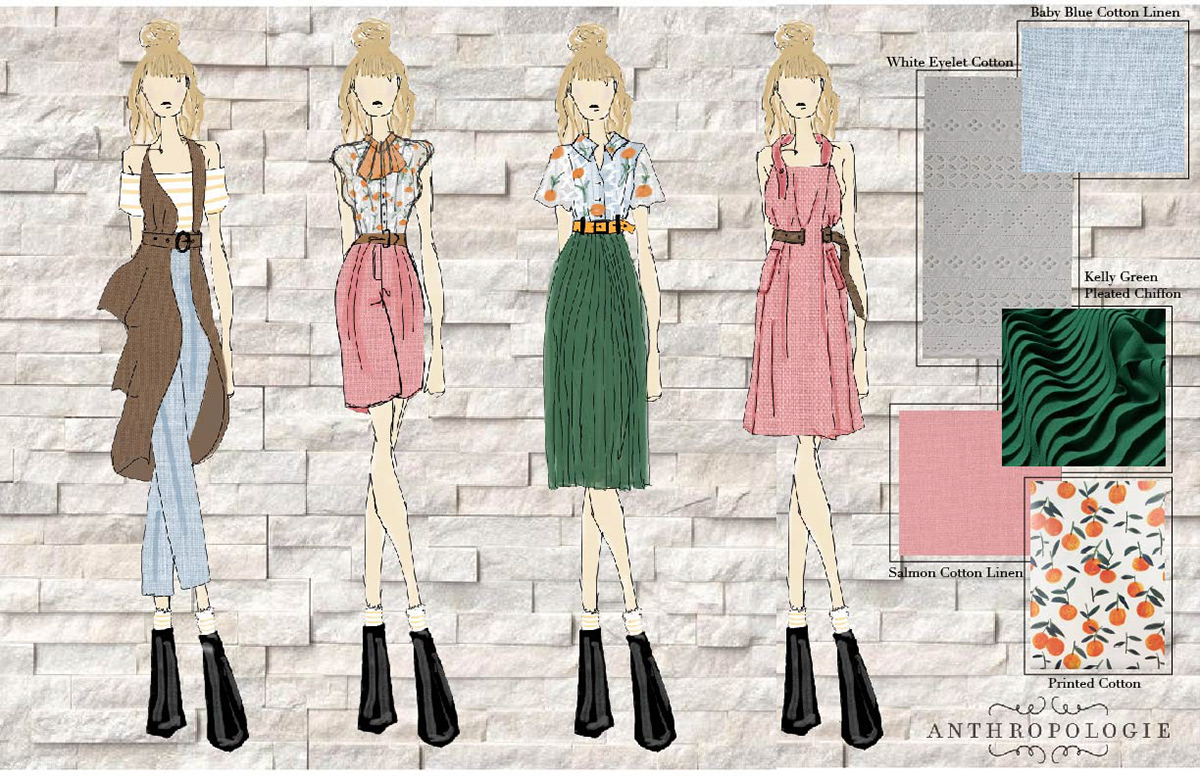 Baby Blue Cotton Linen
White Eyelet Cotton
Kelly Green
Pleated Chiffon
Salmon Cotton Linen
Printed Cotton
ANTHROPOLOGIE